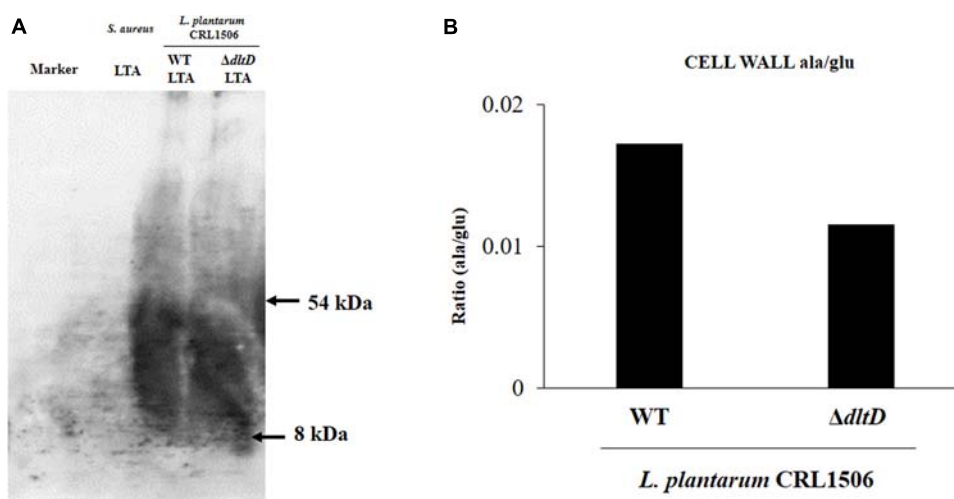 A
S. aureus
L. plantarum
CRL1506
Marker
LTA
WT
LTA
ΔdltD
LTA
54 kDa
8 kDa
B
CELL WALL ala/glu
Ratio (ala/glu)
0.02
0.01
0
WT
ΔdltD
L. plantarum CRL1506